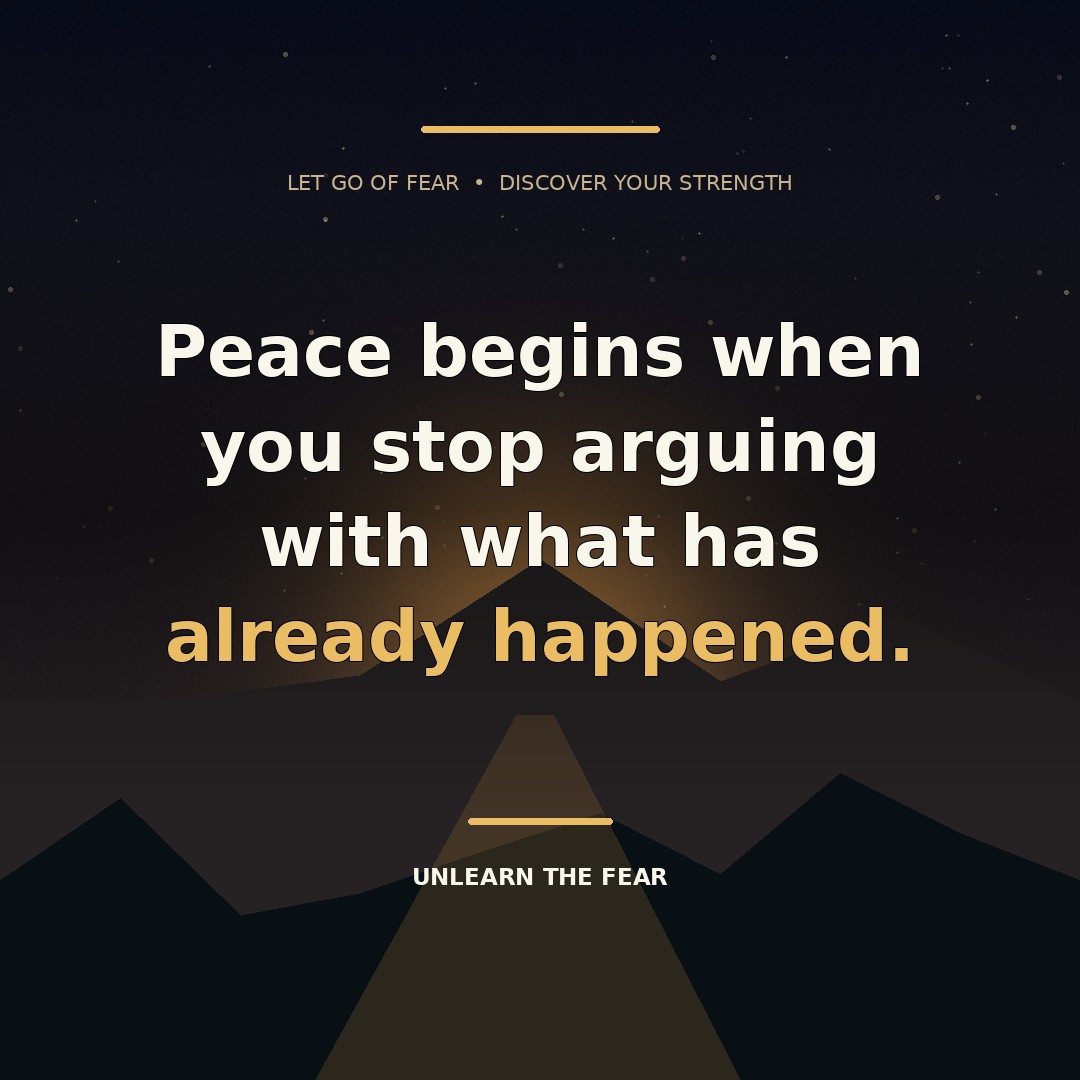 LET GO OF FEAR • DISCOVER YOUR STRENGTH
Peace begins when
you stop arguing
with what has
already happened.
UNLEARN THE FEAR